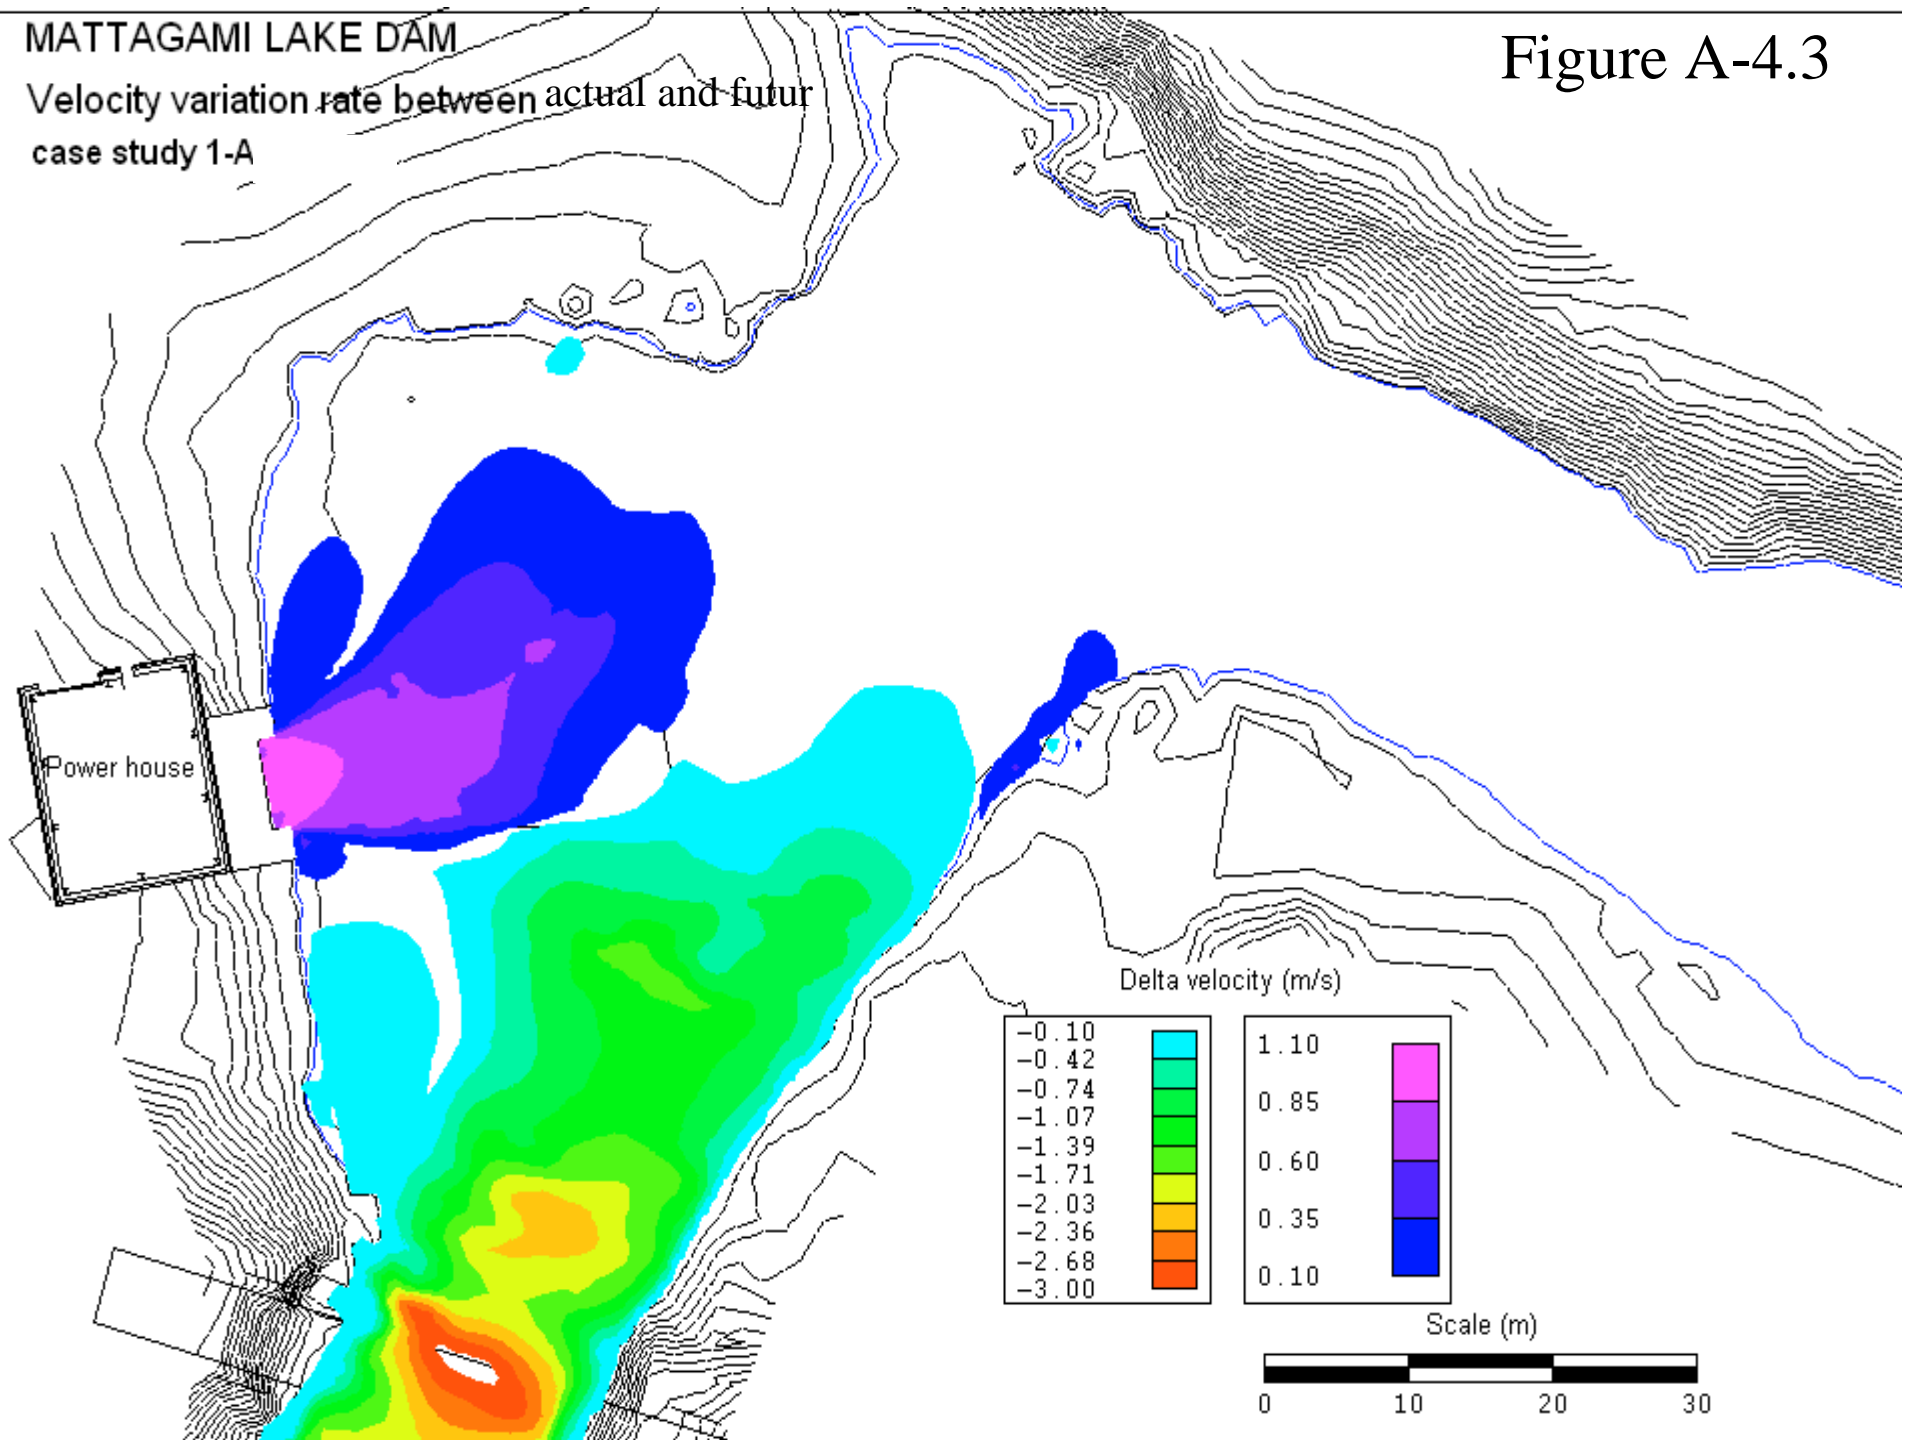 MATTAGAMI LAKE DAM
Figure A-4.3
Velocity variation rate between actual and futur
case study 1-A
Power house
Delta velocity (m/s)
-0.10
-0.42
-0.74
-1.07
-1.39
-1.71
-2.03
-2.36
-2.68
-3.00
1.10
0.85
0.60
0.35
0.10
Scale (m)
0 10 20 30